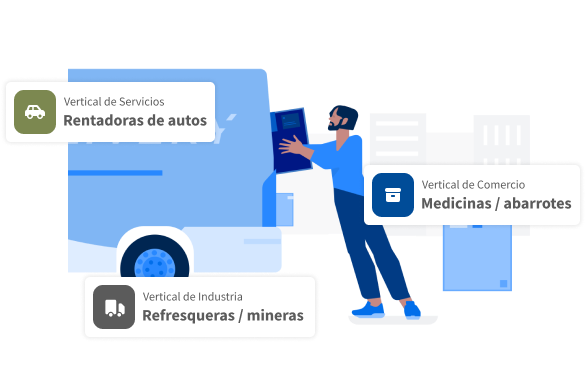 Vertical de Servicios
Rentadoras de autos
Vertical de Comercio
Medicinas / abarrotes
Vertical de Industria
Refresqueras / mineras